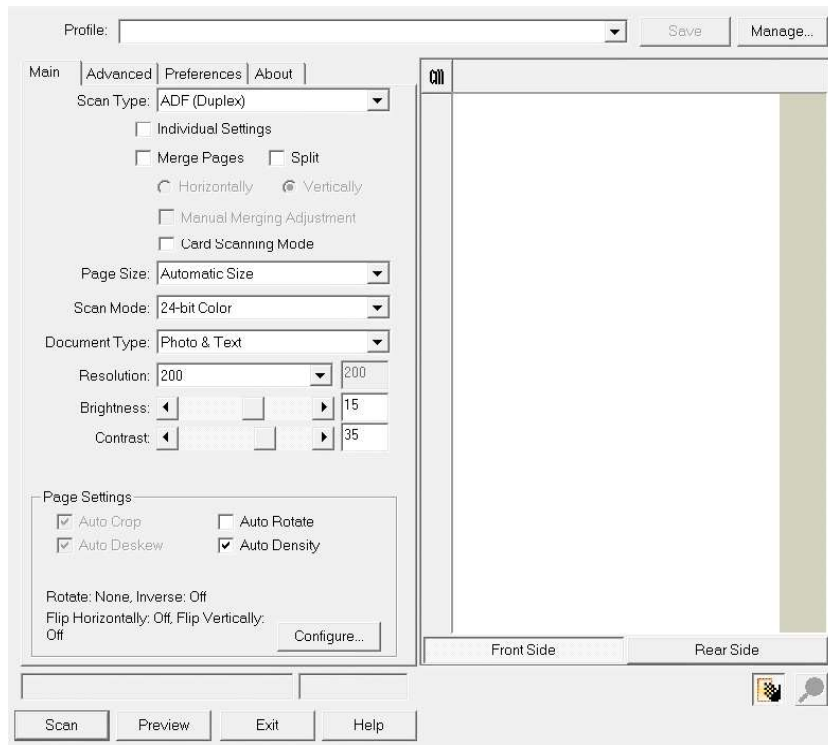 Profile: Save Manage...
Main Advanced Preferences About
Scan Type: ADF (Duplex)
Individual Settings
Merge Pages Split
Horizontally Vertically
Manual Merging Adjustment
Card Scanning Mode
Page Size: Automatic Size
Scan Mode: 24-bit Color
Document Type: Photo & Text
Resolution: 200 200
Brightness: 15
Contrast: 35
Page Settings
Auto Crop Auto Rotate
Auto Deskew Auto Density
Rotate: None, Inverse: Off
Flip Horizontally: Off, Flip Vertically:
Off
Configure...
Front Side Rear Side
Scan Preview Exit Help